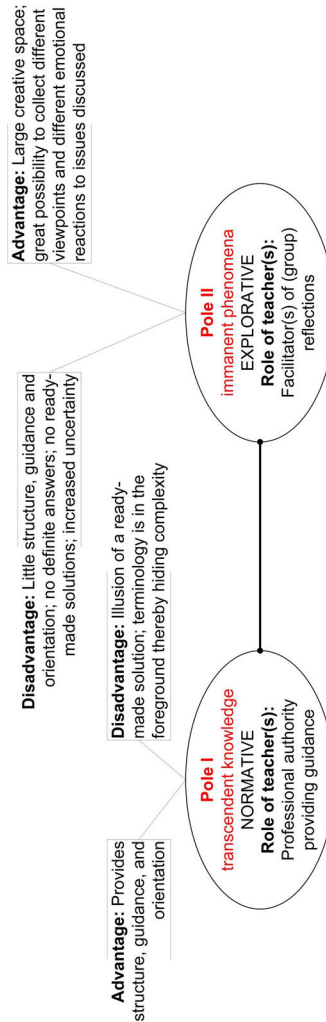 Advantage: Provides
structure, guidance, and
orientation
Disadvantage: Illusion of a ready-
made solution; terminology is in the
foreground thereby hiding complexity
Pole I
transcendent knowledge
NORMATIVE
Role of teacher(s):
Professional authority
providing guidance
Disadvantage: Little structure, guidance and
orientation; no definite answers; no ready-
made solutions; increased uncertainty
Advantage: Large creative space;
great possibility to collect different
viewpoints and different emotional
reactions to issues discussed
Pole II
immanent phenomena
EXPLORATIVE
Role of teacher(s):
Facilitator(s) of (group)
reflections